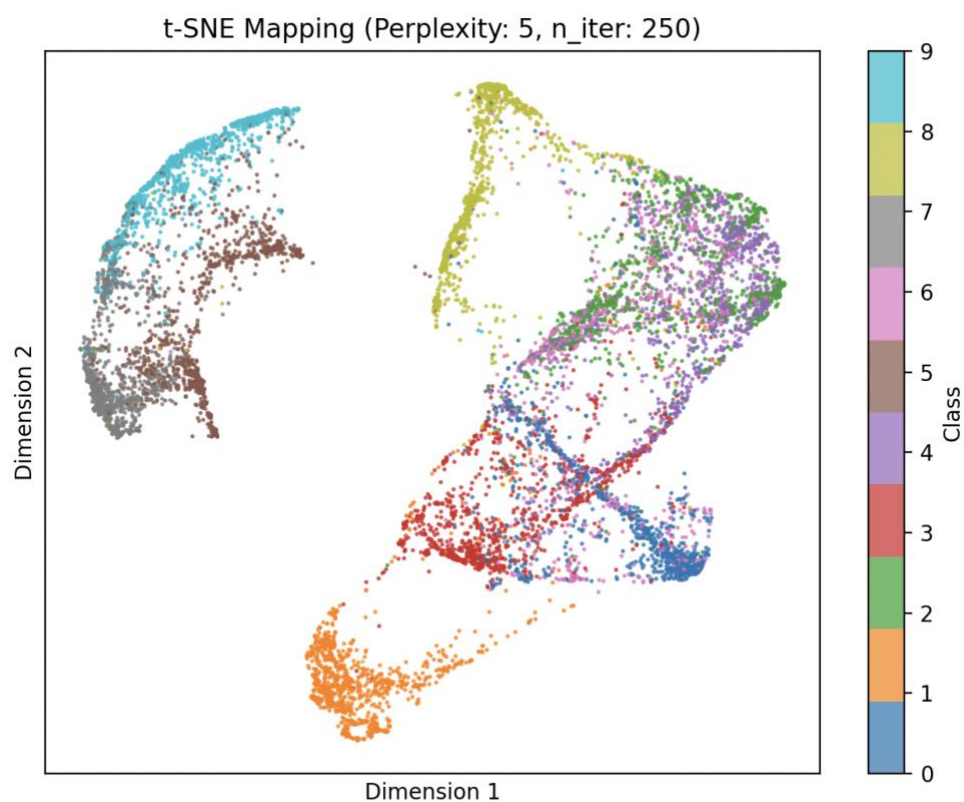 t-SNE Mapping (Perplexity: 5, n_iter: 250)
Dimension 2
Dimension 1
9
8
7
6
5
4
3
2
1
0
Class